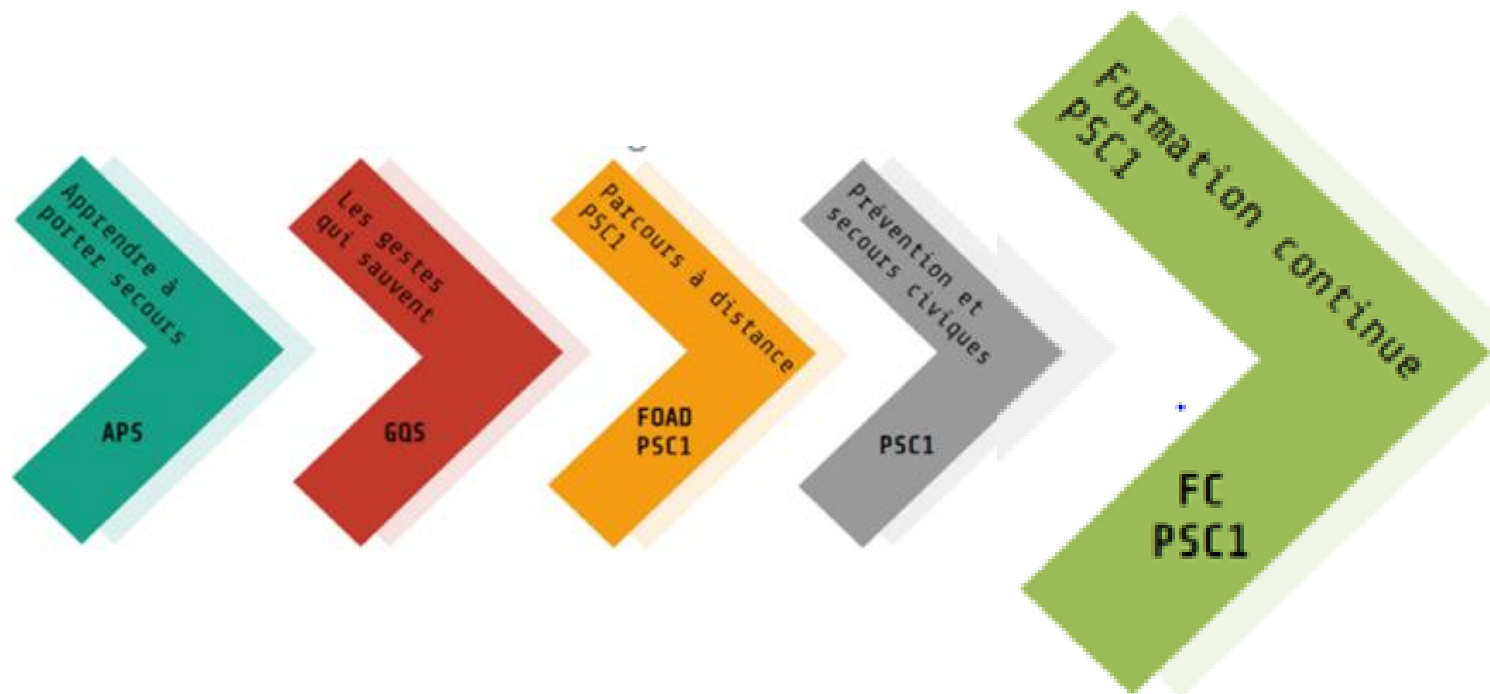 Apprendre à
porter secours
APS
Les gestes
qui sauvent
GQS
Parcours à distance
PSC1
FOAD
PSC1
Prévention et
secours civiques
PSC1
Formation continue
PSC1
FC
PSC1